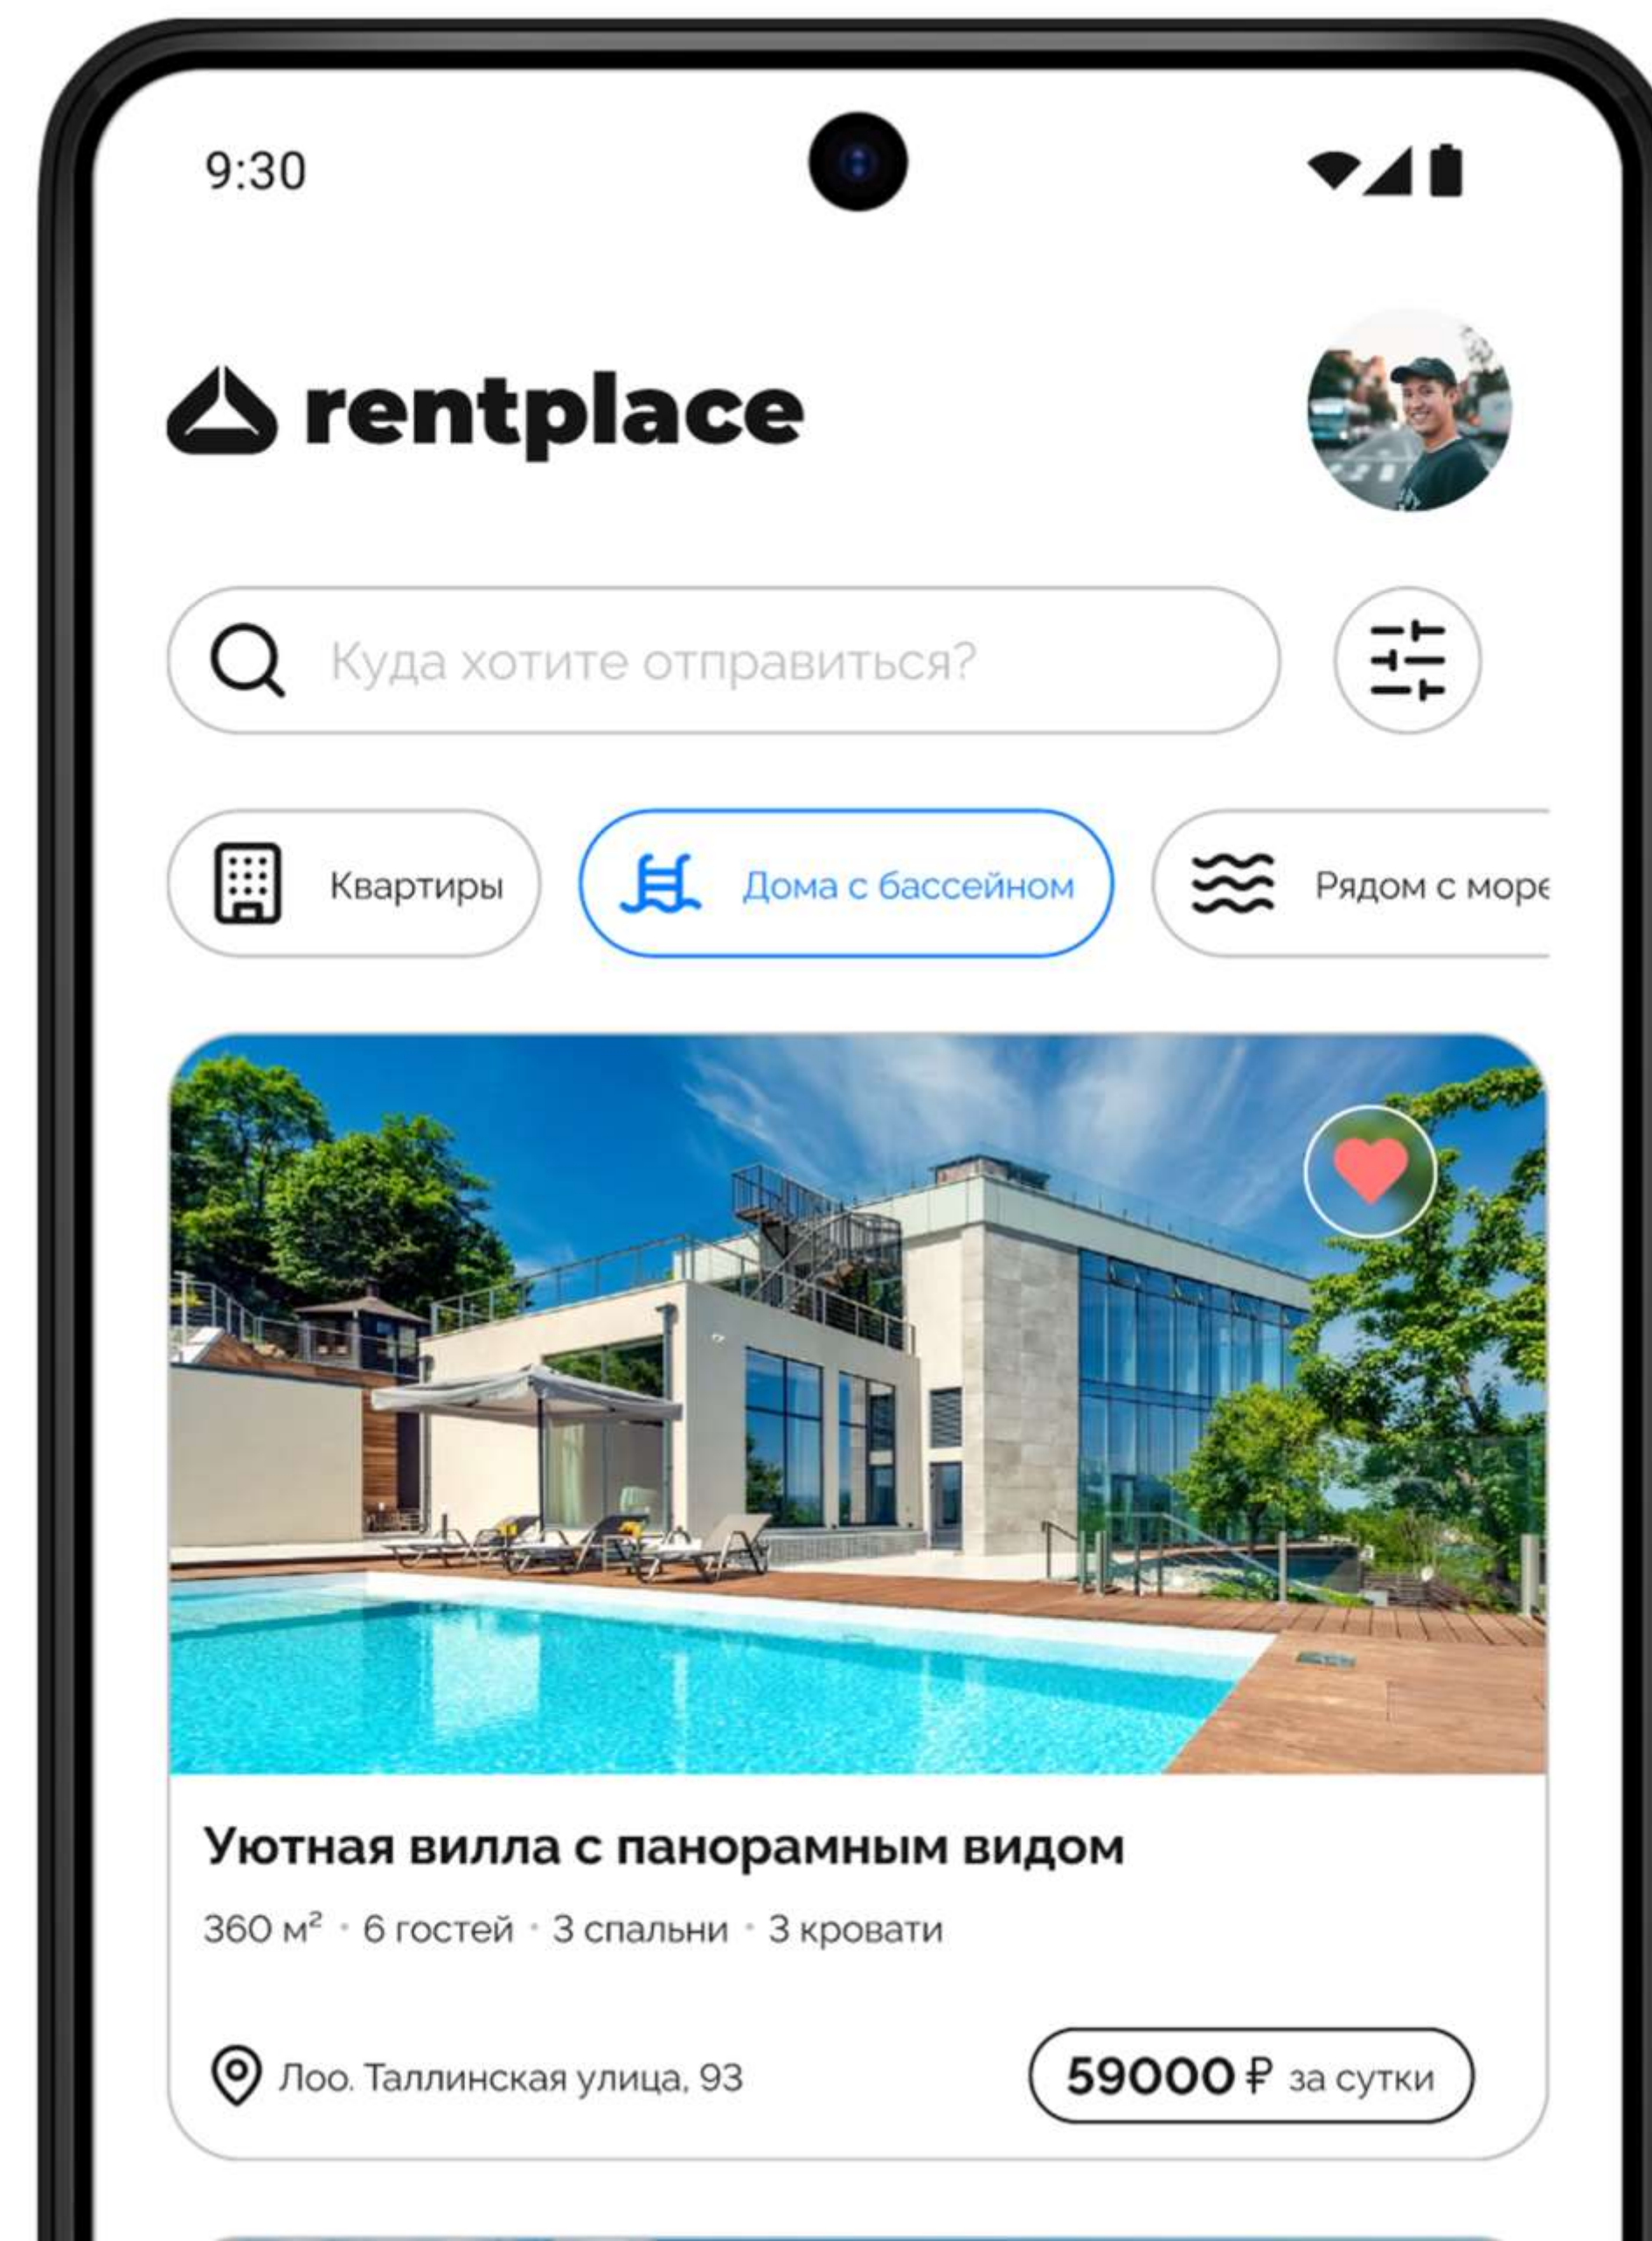 9:30
rentplace
Куда хотите отправиться?
Квартиры
Дома с бассейном
Рядом с море
Уютная вилла с панорамным видом
360 м² • 6 гостей • 3 спальни • 3 кровати
Лоо. Таллинская улица, 93
59000 ₽ за сутки